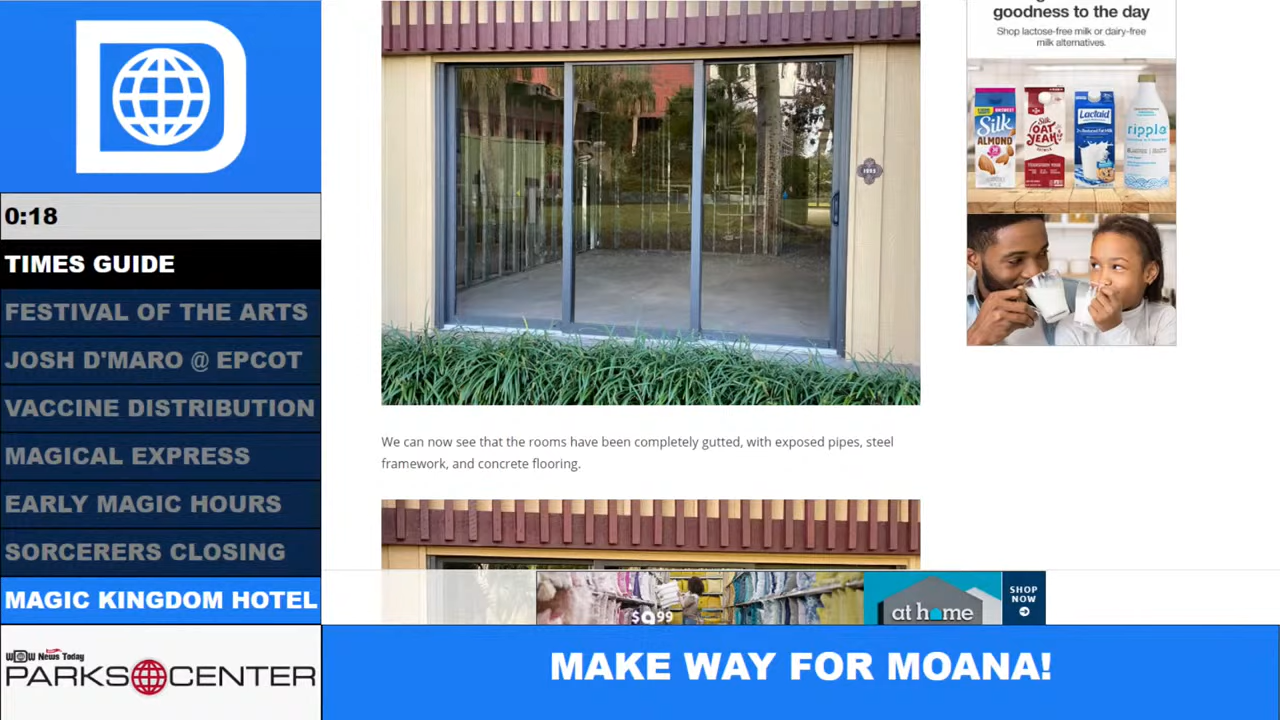 0:18
TIMES GUIDE
FESTIVAL OF THE ARTS
JOSH D'MARO @ EPCOT
VACCINE DISTRIBUTION
MAGICAL EXPRESS
EARLY MAGIC HOURS
SORCERERS CLOSING
MAGIC KINGDOM HOTEL
WDW News Today
PARKS CENTER
We can now see that the rooms have been completely gutted, with exposed pipes, steel
framework, and concrete flooring.
goodness to the day
Shop lactose-free milk or dairy-free
milk alternatives.
Silk
ALMOND
Silk
OAT
YEAH
Lactaid
ripple
$9.99
at home
SHOP
NOW
MAKE WAY FOR MOANA!